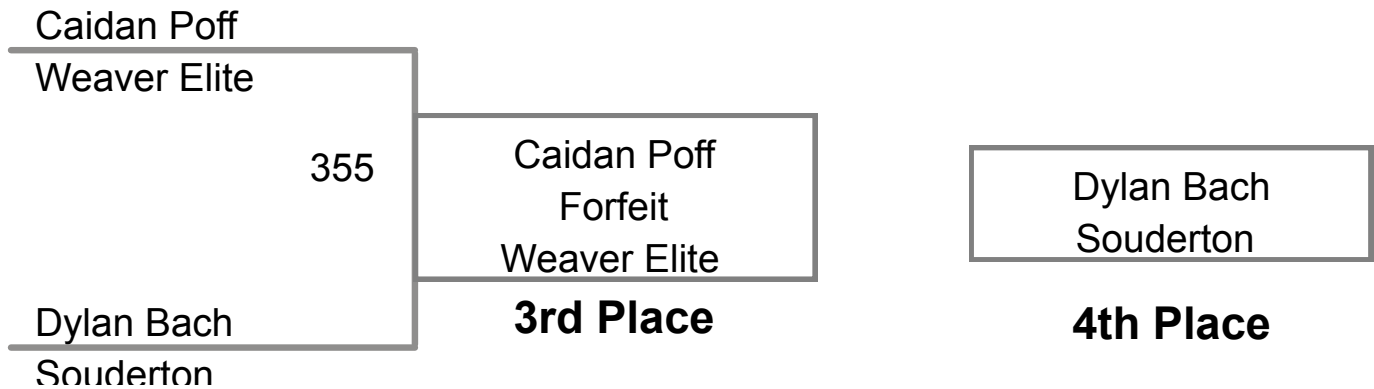 Caidan Poff
Weaver Elite
355
Caidan Poff
Forfeit
Weaver Elite
3rd Place
Dylan Bach
Souderton
4th Place
Dylan Bach
Souderton